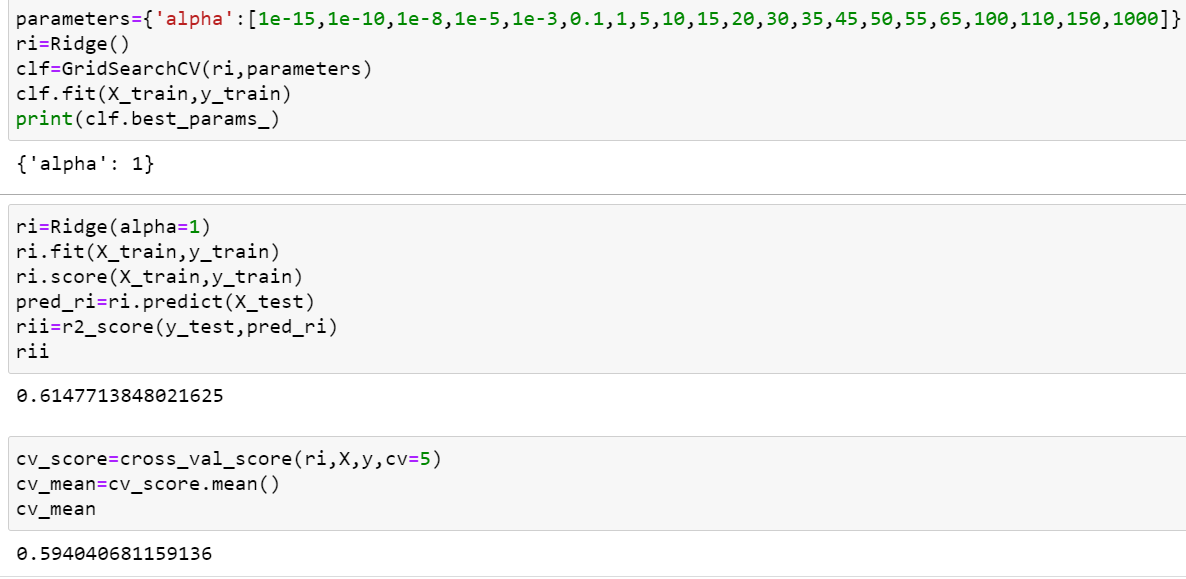 parameters={'alpha':[1e-15,1e-10,1e-8,1e-5,1e-3,0.1,1,5,10,15,20,30,35,45,50,55,65,100,110,150,1000]}
ri=Ridge()
clf=GridSearchCV(ri,parameters)
clf.fit(X_train,y_train)
print(clf.best_params_)
{'alpha': 1}
ri=Ridge(alpha=1)
ri.fit(X_train,y_train)
ri.score(X_train,y_train)
pred_ri=ri.predict(X_test)
rii=r2_score(y_test,pred_ri)
rii
0.6147713848021625
cv_score=cross_val_score(ri,X,y,cv=5)
cv_mean=cv_score.mean()
cv_mean
0.594040681159136